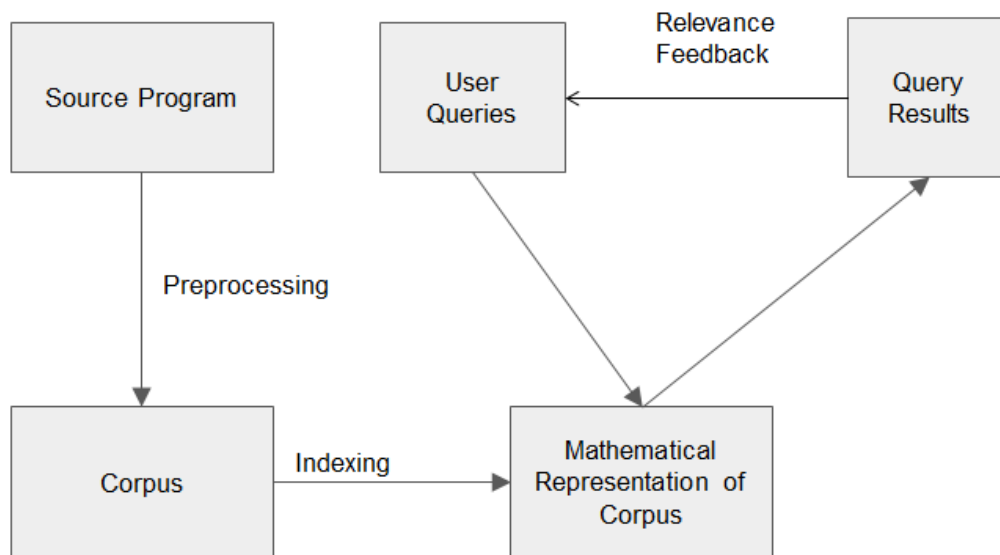 Source Program
User
Queries
Relevance
Feedback
Query
Results
Preprocessing
Corpus
Indexing
Mathematical
Representation of
Corpus